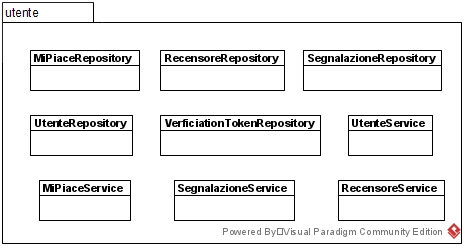 utente
MiPiaceRepository RecensoreRepository SegnalazioneRepository
UtenteRepository VerficiationTokenRepository UtenteService
MiPiaceService SegnalazioneService RecensoreService
Powered By□Visual Paradigm Community Edition